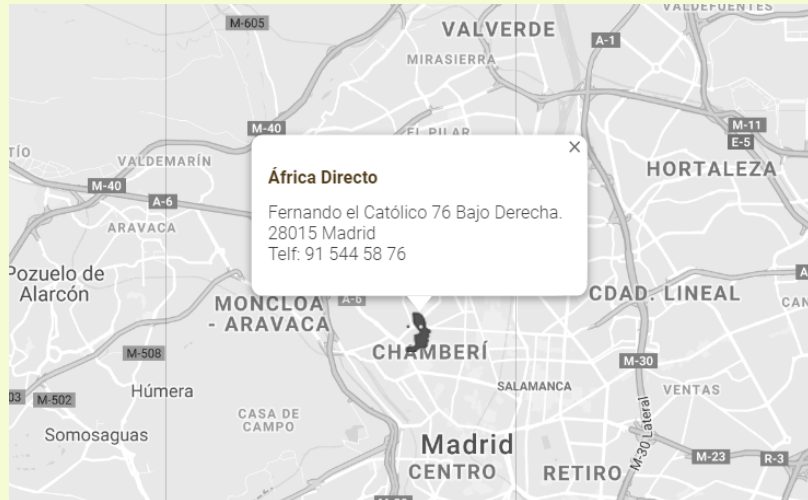 VALDEFUENTES
M-605
VALVERDE
A-1
MIRASIERRA
M-40
M-11
EL PILAR
E-5
VALDEMARÍN
HORTALEZA
M-40
A-6
ARAVACA
África Directo
Fernando el Católico 76 Bajo Derecha.
28015 Madrid
Telf: 91 544 58 76
Pozuelo de
Alarcón
MONCLOA
- ARAVACA
A-6
CDAD. LINEAL
CHAMBERÍ
M-508
M-30
Húmera
SALAMANCA
VENTAS
M-502
CASA DE
CAMPO
Somosaguas
M-30 Lateral
Madrid
CENTRO
RETIRO
M-23
R-3